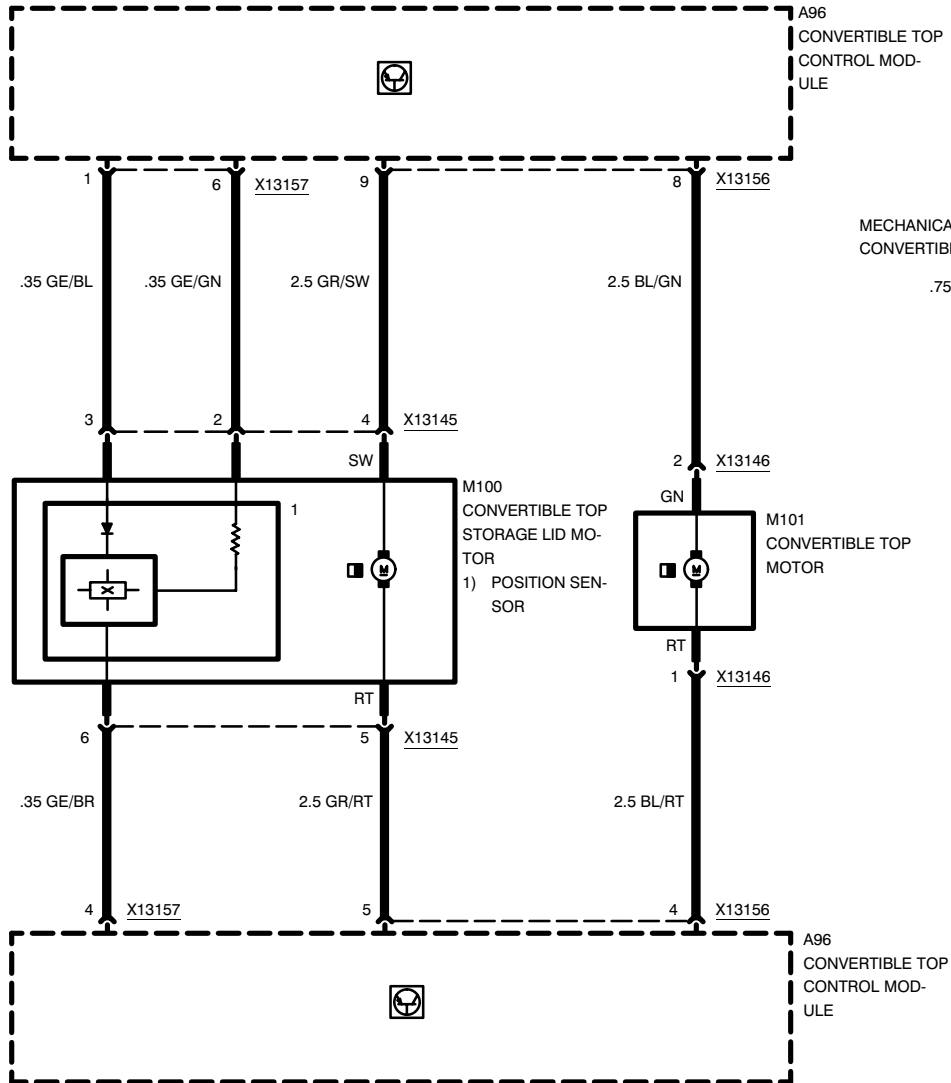 A96
CONVERTIBLE TOP
CONTROL MOD-
ULE
1
6
X13157
9
8
X13156
MECHANICA
CONVERTIBI
.35 GE/BL
.35 GE/GN
2.5 GR/SW
2.5 BL/GN
.75
3
2
4
X13145
SW
2
X13146
GN
M100
CONVERTIBLE TOP
STORAGE LID MO-
TOR
1) POSITION SEN-
SOR
1
M
M101
CONVERTIBLE TOP
MOTOR
M
RT
1
X13146
RT
6
5
X13145
.35 GE/BR
2.5 GR/RT
2.5 BL/RT
4
X13157
5
4
X13156
A96
CONVERTIBLE TOP
CONTROL MOD-
ULE